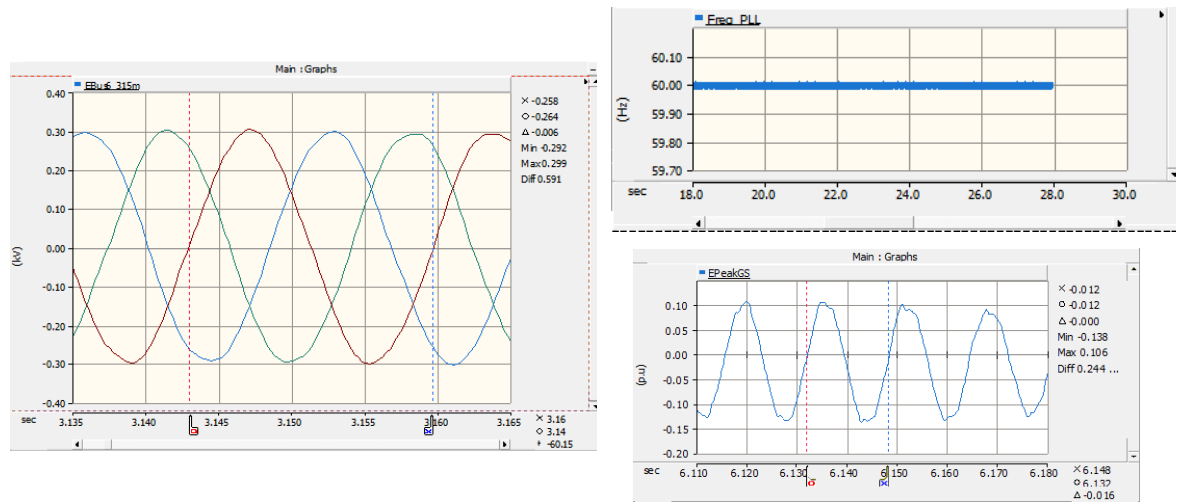 Main : Graphs
EBus6_315m
0.40
0.30
0.20
0.10
0.00
-0.10
-0.20
-0.30
-0.40
(kV)
× -0.258
o -0.264
Δ -0.006
Min -0.292
Max 0.299
Diff 0.591
sec
3.135 3.140 3.145 3.150 3.155 3.160 3.165
× 3.16
o 3.14
-60.15
Freq_PLL
60.10
60.00
59.90
59.80
59.70
(Hz)
sec
18.0 20.0 22.0 24.0 26.0 28.0 30.0
Main : Graphs
EPeakGS
0.10
0.05
0.00
-0.05
-0.10
-0.15
-0.20
(p.u)
× -0.012
o -0.012
Δ -0.000
Min -0.138
Max 0.106
Diff 0.244 ...
sec
6.110 6.120 6.130 6.140 6.150 6.160 6.170 6.180
× 6.148
o 6.132
Δ -0.016